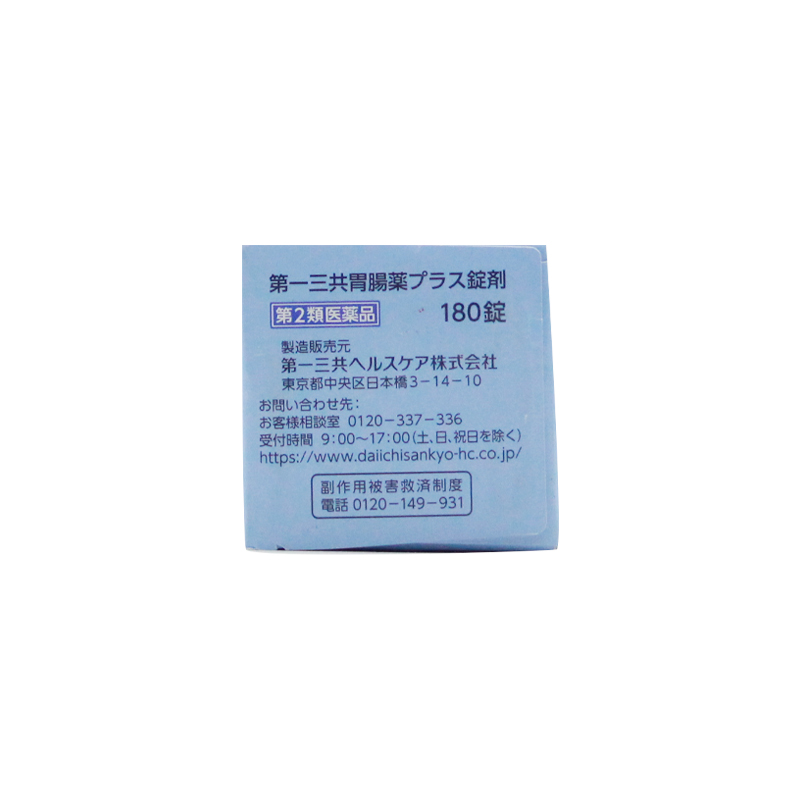 第一三共胃腸薬プラス錠剤
第2類医薬品 180錠
製造販売元
第一三共ヘルスケア株式会社
東京都中央区日本橋3-14-10
お問い合わせ先：
お客様相談室 0120-337-336
受付時間 9：00～17：00（土、日、祝日を除く）
https://www.daiichisankyo-hc.co.jp/
副作用被害救済制度
電話 0120-149-931